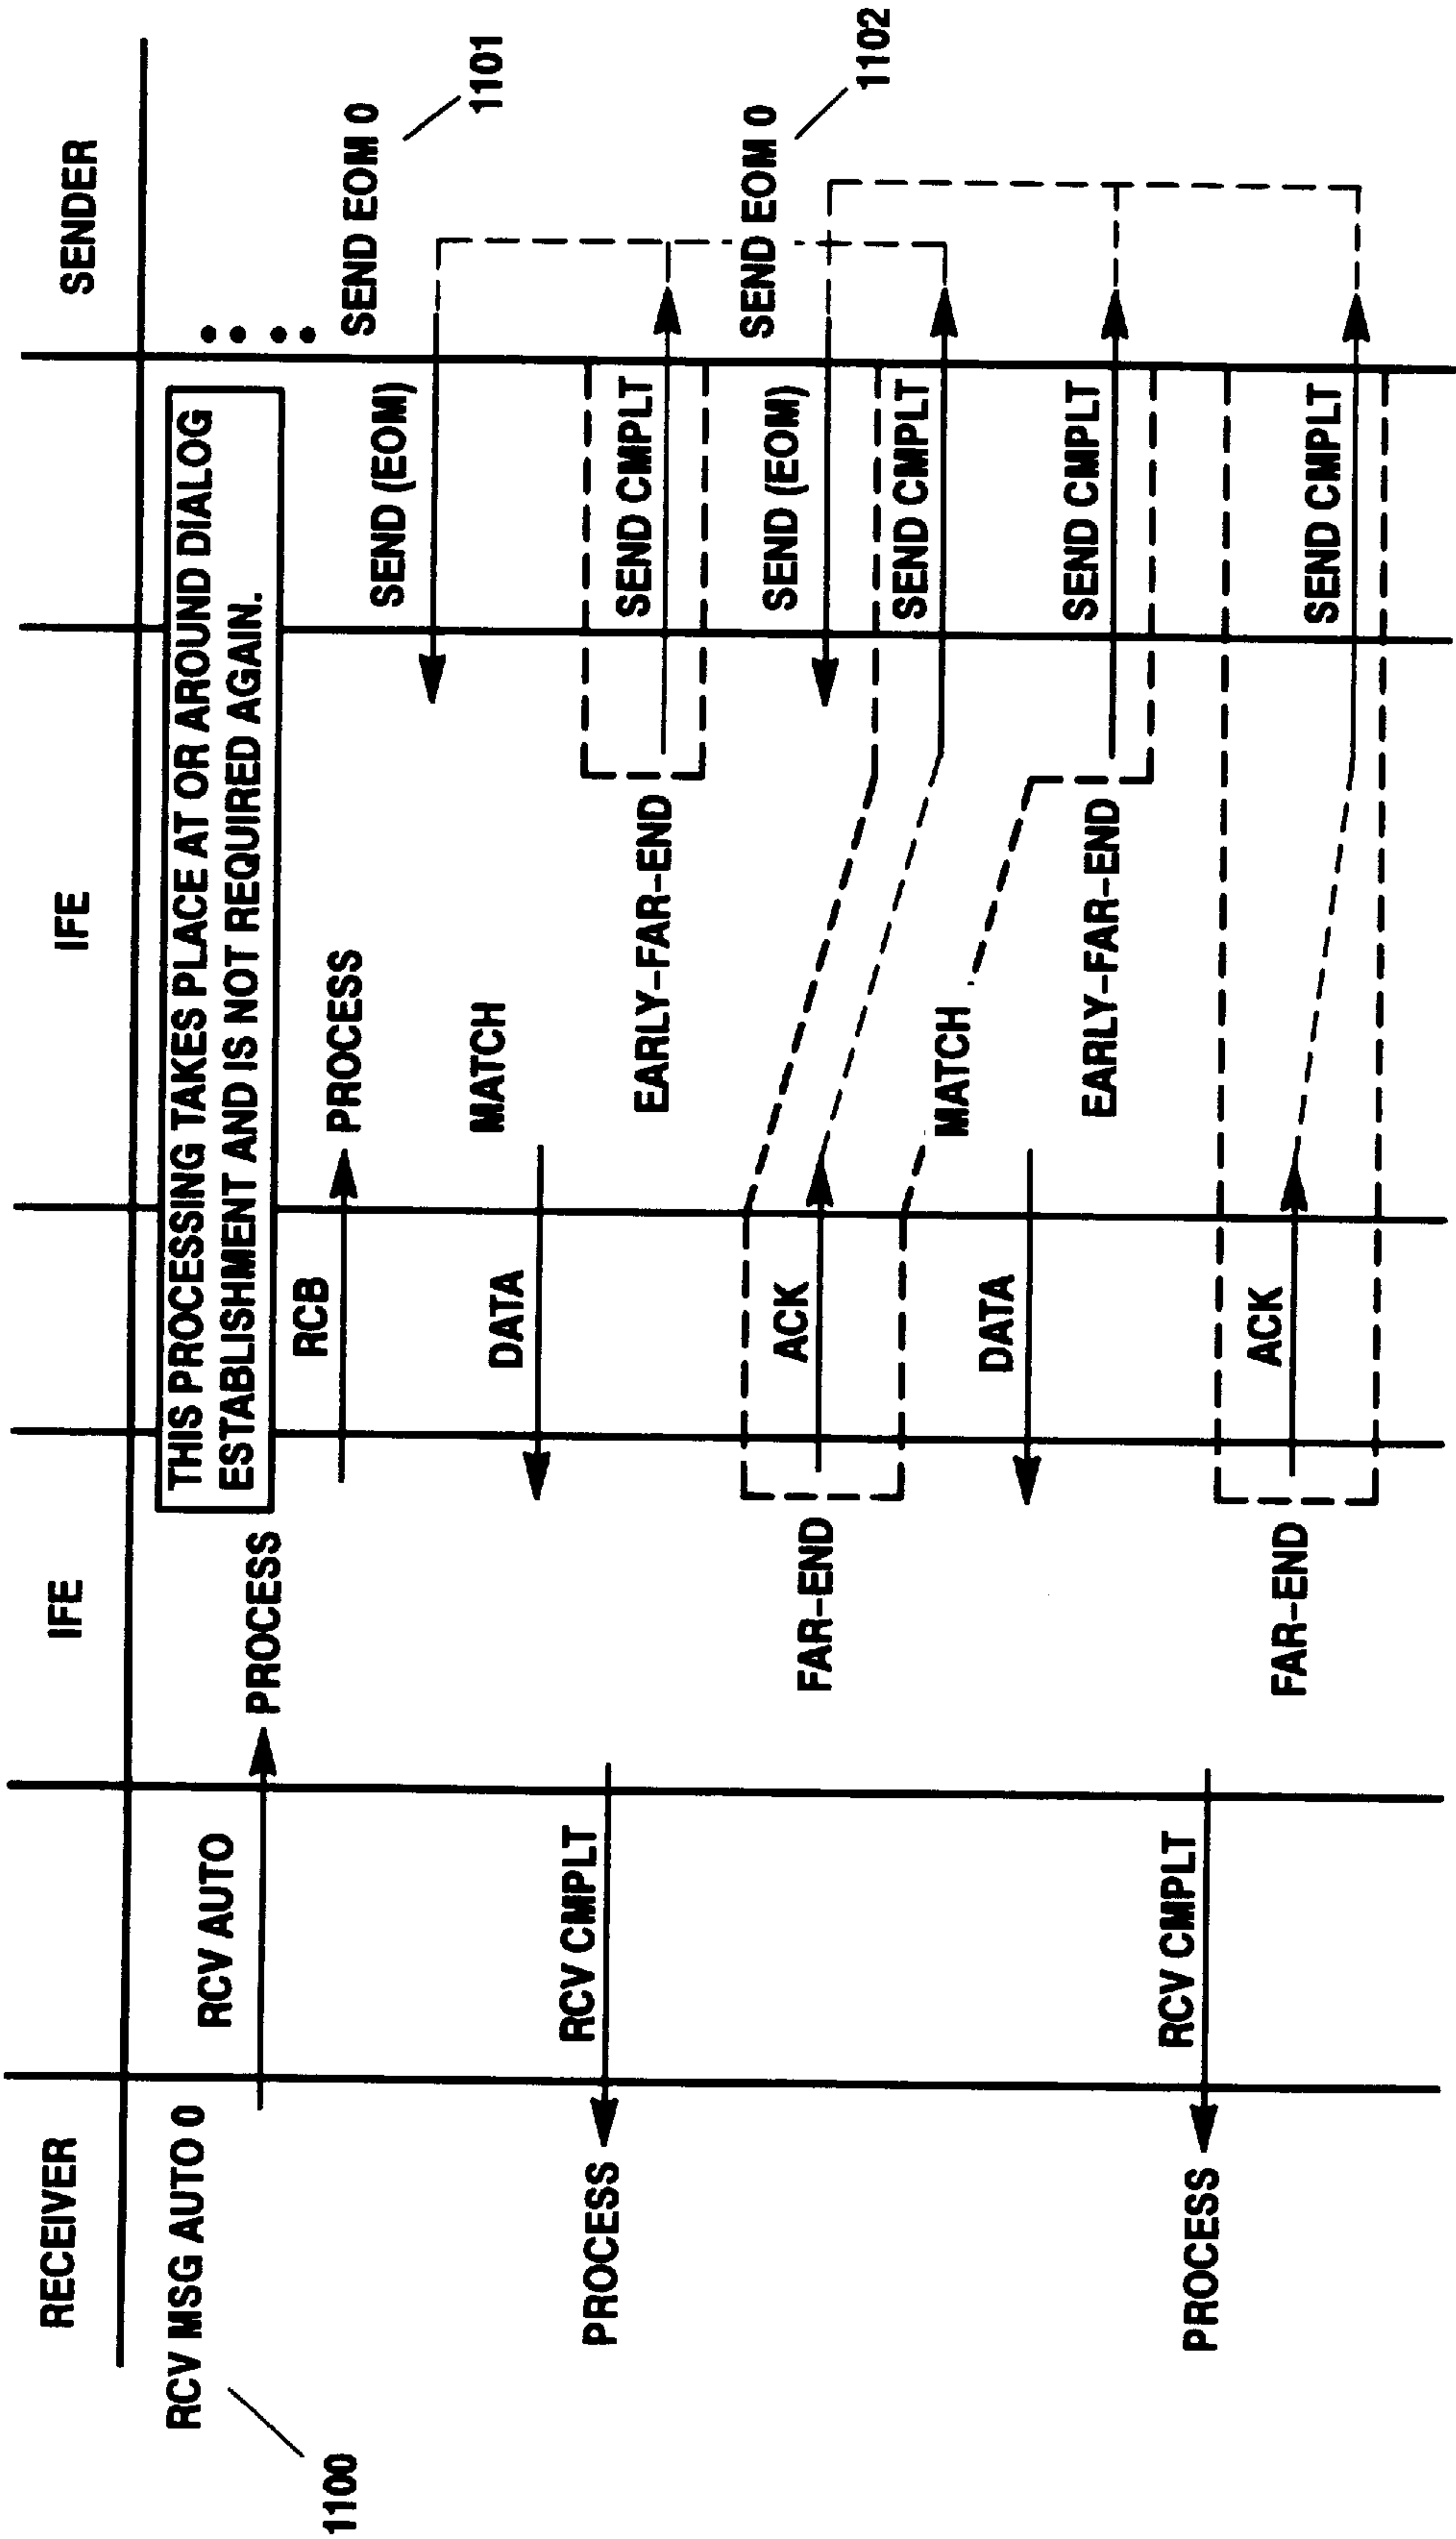 RECEIVER
IFE
IFE
SENDER
RCV MSG AUTO 0
1100
RCV AUTO
PROCESS
THIS PROCESSING TAKES PLACE AT OR AROUND DIALOG
ESTABLISHMENT AND IS NOT REQUIRED AGAIN.
RCB
PROCESS
SEND EOM 0
1101
SEND (EOM)
MATCH
DATA
RCV CMPLT
PROCESS
EARLY-FAR-END
SEND CMPLT
SEND EOM 0
1102
SEND (EOM)
FAR-END
ACK
SEND CMPLT
MATCH
DATA
EARLY-FAR-END
SEND CMPLT
RCV CMPLT
PROCESS
FAR-END
ACK
SEND CMPLT